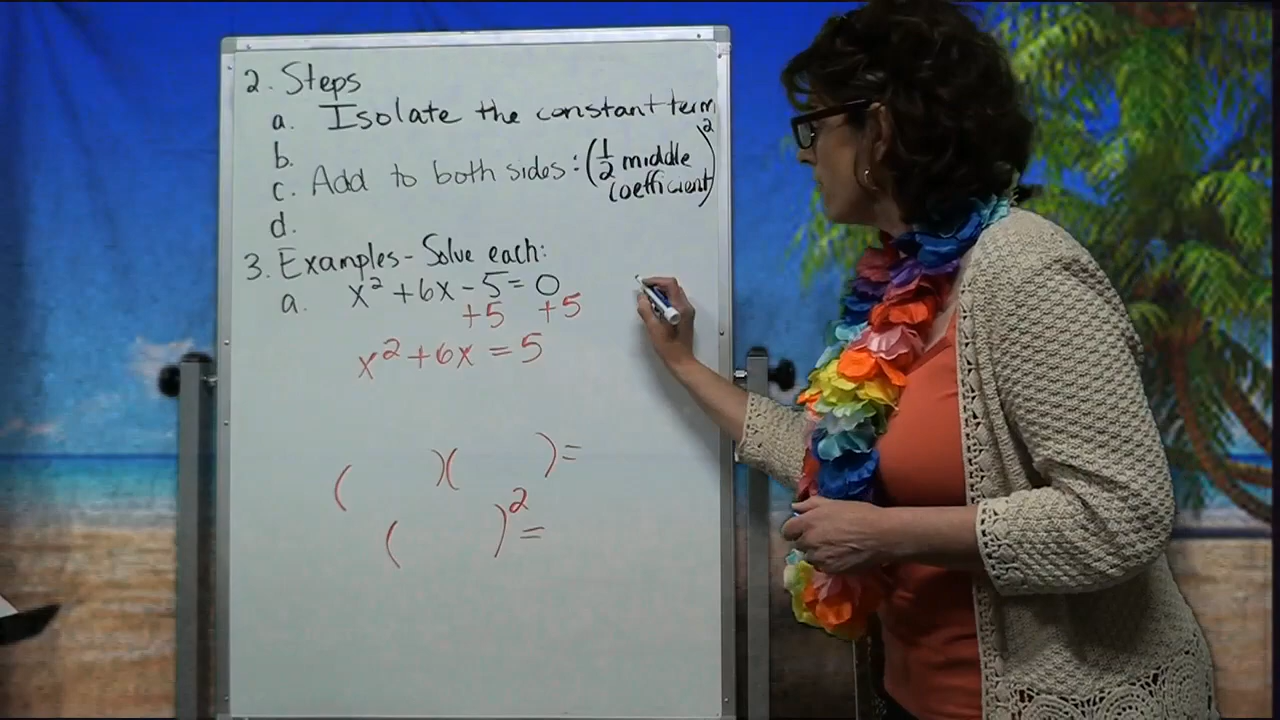 2. Steps
a. Isolate the constant term
b.
c. Add to both sides: (½ middle coefficient)²
d.
3. Examples - Solve each:
a. x² + 6x - 5 = 0
+5 +5
x² + 6x = 5
( )( ) =
( )² =